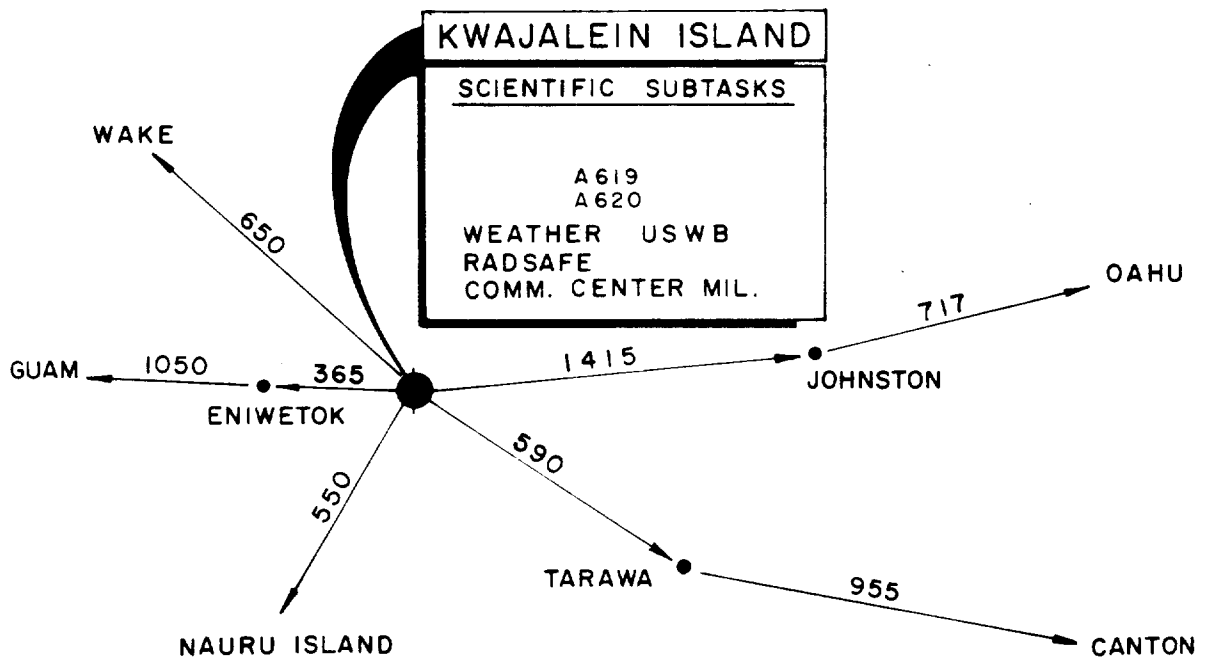 KWAJALEIN ISLAND
SCIENTIFIC SUBTASKS
A619
A620
WEATHER USWB
RADSAFE
COMM. CENTER MIL.
WAKE
650
OAHU
717
GUAM
1050
365
1415
JOHNSTON
ENIWETOK
590
550
TARAWA
955
NAURU ISLAND
CANTON